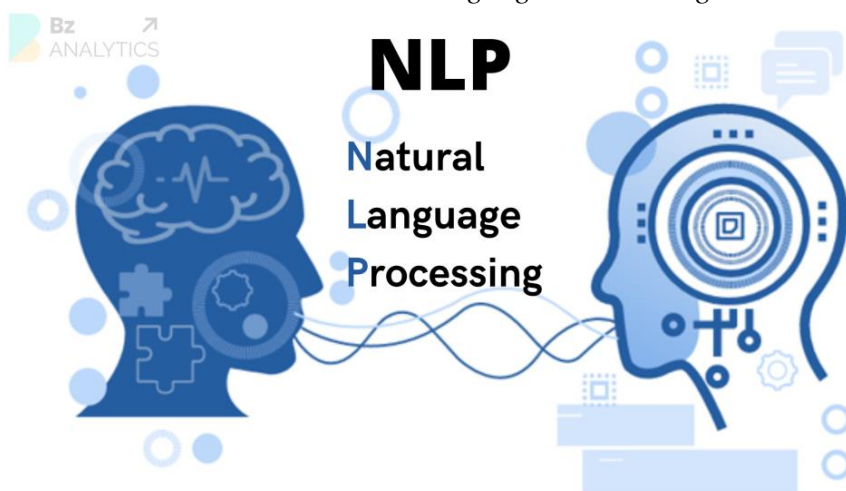 Bz
ANALYTICS
NLP
Natural
Language
Processing